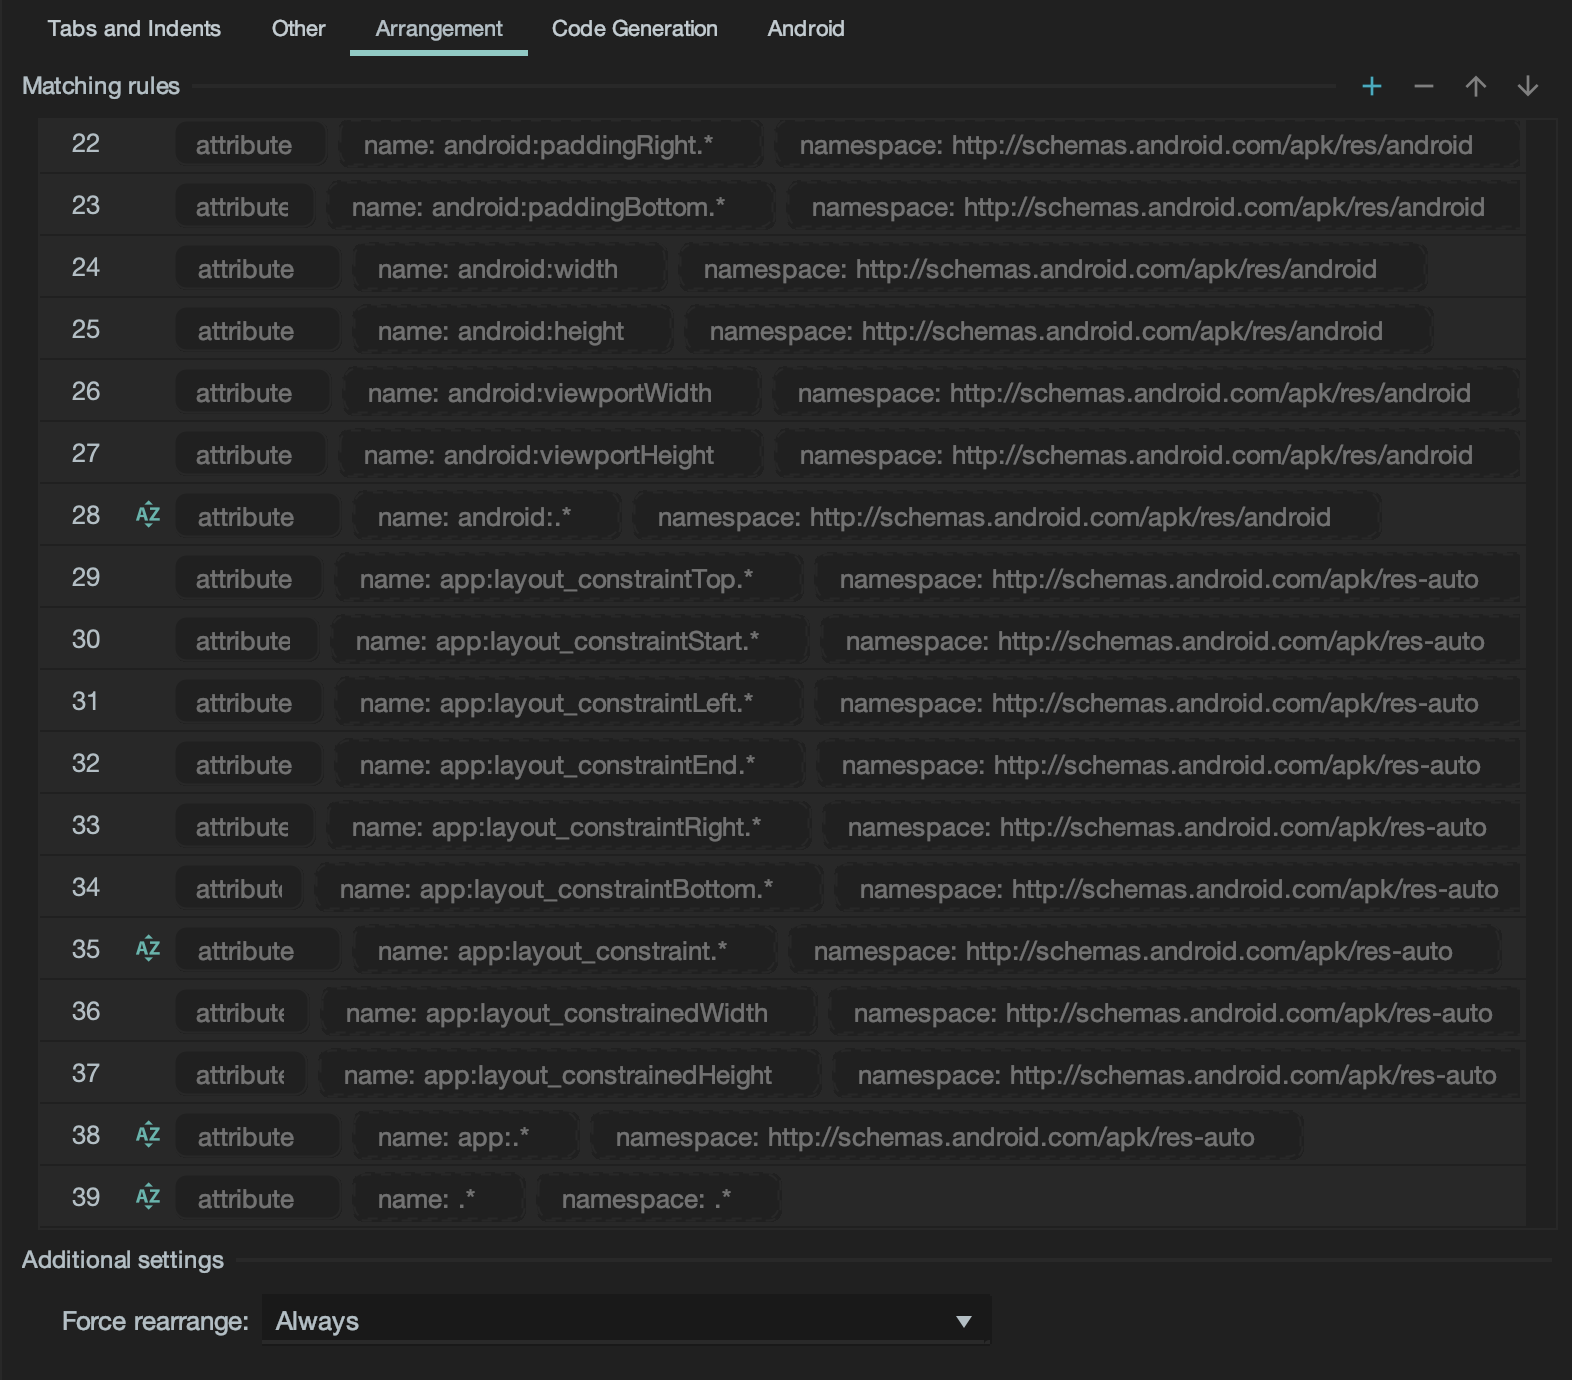 Tabs and Indents Other Arrangement Code Generation Android
Matching rules
22 attribute name: android:paddingRight.* namespace: http://schemas.android.com/apk/res/android
23 attribute name: android:paddingBottom.* namespace: http://schemas.android.com/apk/res/android
24 attribute name: android:width namespace: http://schemas.android.com/apk/res/android
25 attribute name: android:height namespace: http://schemas.android.com/apk/res/android
26 attribute name: android:viewportWidth namespace: http://schemas.android.com/apk/res/android
27 attribute name: android:viewportHeight namespace: http://schemas.android.com/apk/res/android
28 AZ attribute name: android:.* namespace: http://schemas.android.com/apk/res/android
29 attribute name: app:layout_constraintTop.* namespace: http://schemas.android.com/apk/res-auto
30 attribute name: app:layout_constraintStart.* namespace: http://schemas.android.com/apk/res-auto
31 attribute name: app:layout_constraintLeft.* namespace: http://schemas.android.com/apk/res-auto
32 attribute name: app:layout_constraintEnd.* namespace: http://schemas.android.com/apk/res-auto
33 attribute name: app:layout_constraintRight.* namespace: http://schemas.android.com/apk/res-auto
34 attribute name: app:layout_constraintBottom.* namespace: http://schemas.android.com/apk/res-auto
35 AZ attribute name: app:layout_constraint.* namespace: http://schemas.android.com/apk/res-auto
36 attribute name: app:layout_constrainedWidth namespace: http://schemas.android.com/apk/res-auto
37 attribute name: app:layout_constrainedHeight namespace: http://schemas.android.com/apk/res-auto
38 AZ attribute name: app:.* namespace: http://schemas.android.com/apk/res-auto
39 AZ attribute name: .* namespace: .*
Additional settings
Force rearrange: Always